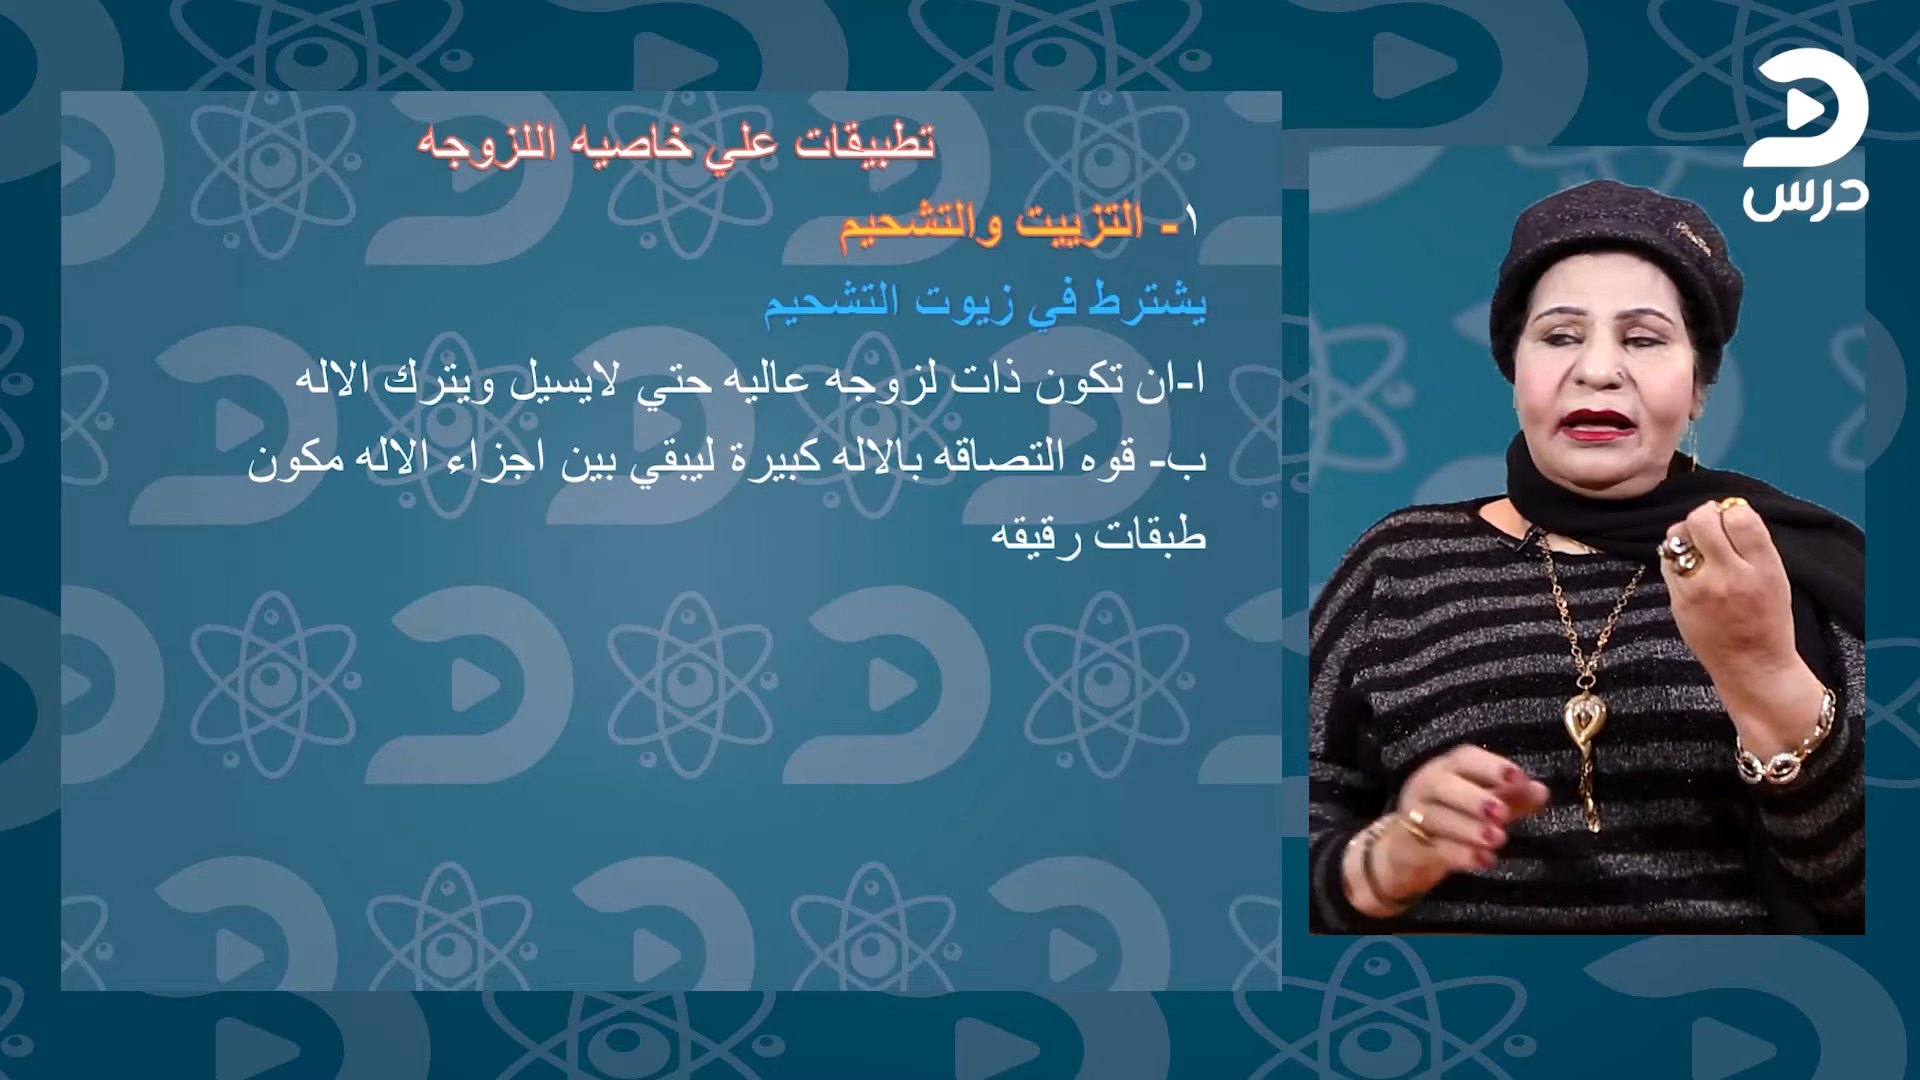 درس
تطبيقات علي خاصيه اللزوجه
١- التزييت والتشحيم
يشترط في زيوت التشحيم
ا-ان تكون ذات لزوجه عاليه حتي لايسيل ويترك الاله
ب- قوه التصاقه بالاله كبيرة ليبقي بين اجزاء الاله مكون
طبقات رقيقه